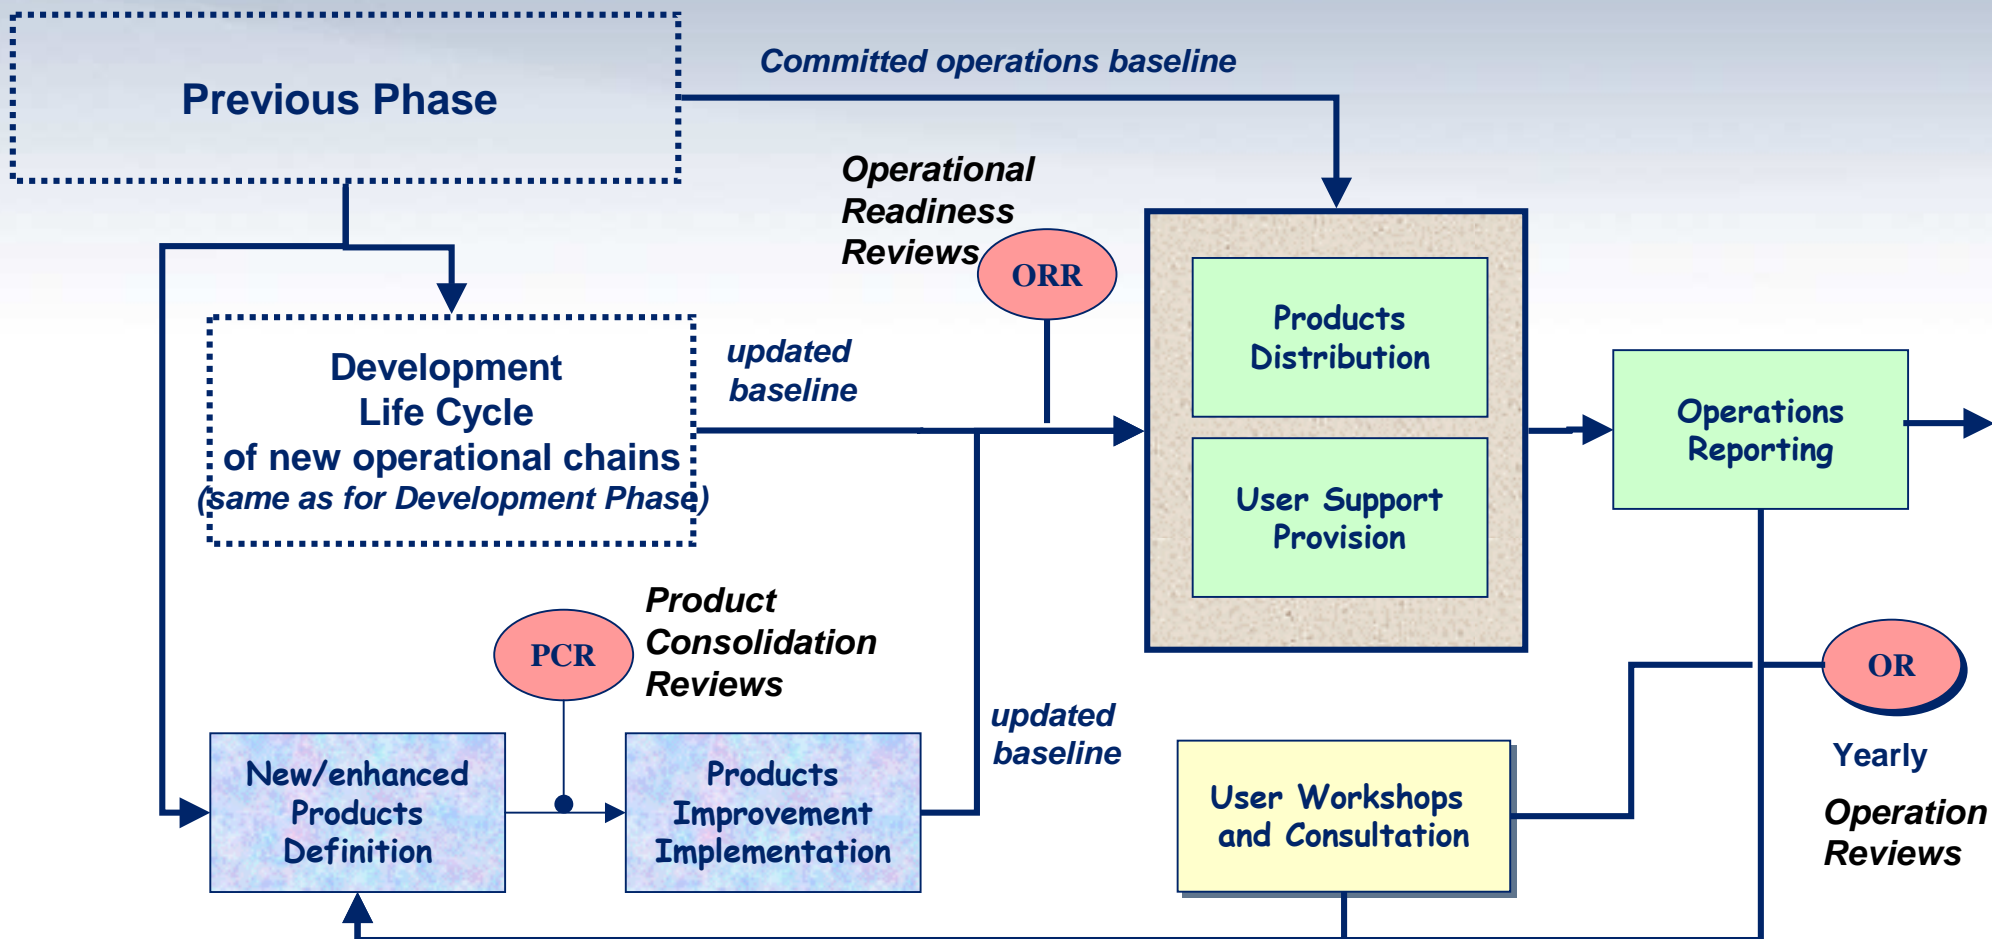 Previous Phase
Committed operations baseline
Operational
Readiness
Reviews
ORR
Products
Distribution
User Support
Provision
Operations
Reporting
Development
Life Cycle
of new operational chains
(same as for Development Phase)
updated
baseline
PCR
Product
Consolidation
Reviews
updated
baseline
New/enhanced
Products
Definition
Products
Improvement
Implementation
User Workshops
and Consultation
OR
Yearly
Operation
Reviews